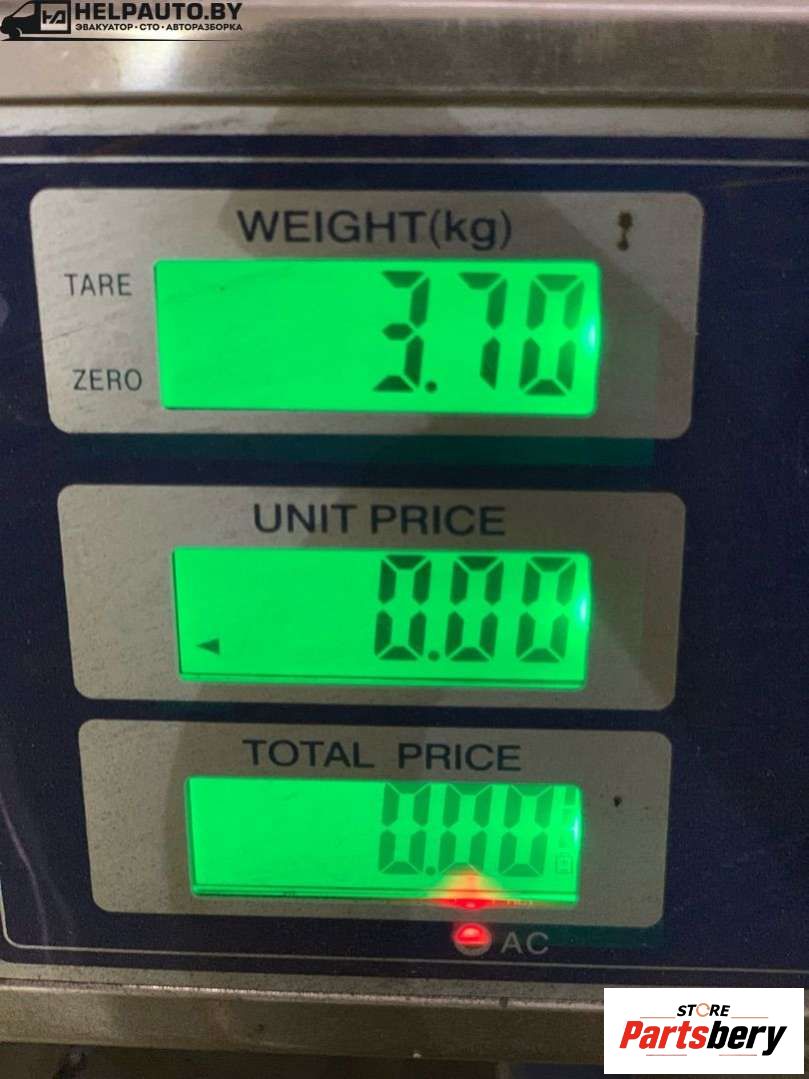 HELPAUTO.BY
ЭВАКУАТОР · СТО · АВТОРАЗБОРКА
WEIGHT(kg)
TARE
3.70
ZERO
UNIT PRICE
0.00
TOTAL PRICE
0.00
AC
STORE
Partsbery